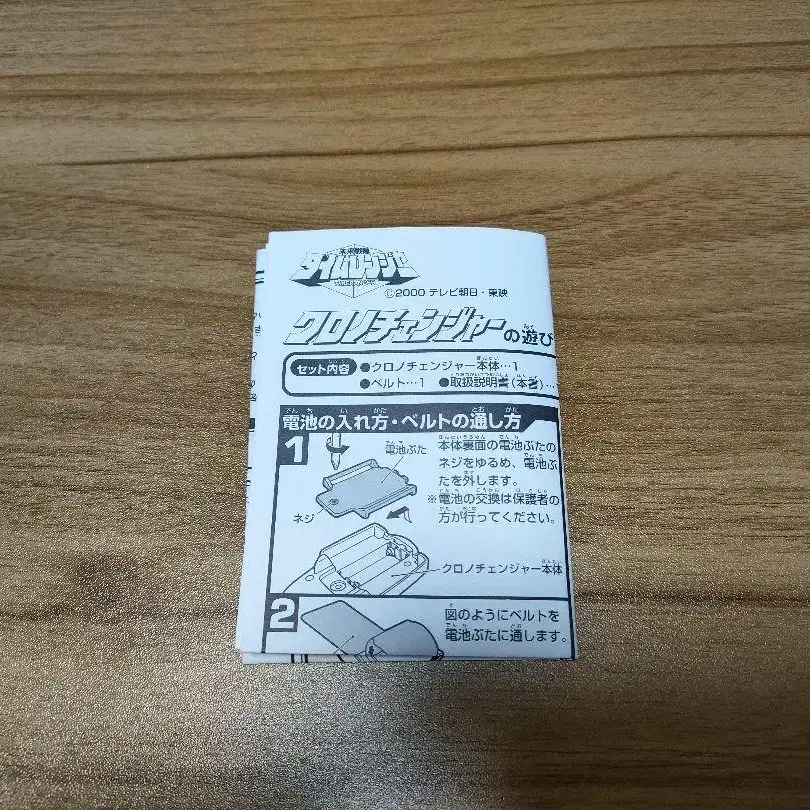 未来戦隊
タイムレンジャー
©2000 テレビ朝日・東映
クロノチェンジャーの遊び
セット内容 ●クロノチェンジャー本体…1
●ベルト…1 ●取扱説明書(本書)…
電池の入れ方・ベルトの通し方
1
電池ぶた
ネジ
本体裏面の電池ぶたの
ネジをゆるめ、電池ぶ
たを外します。
※電池の交換は保護者の
方が行ってください。
クロノチェンジャー本体
2
図のようにベルトを
電池ぶたに通します。